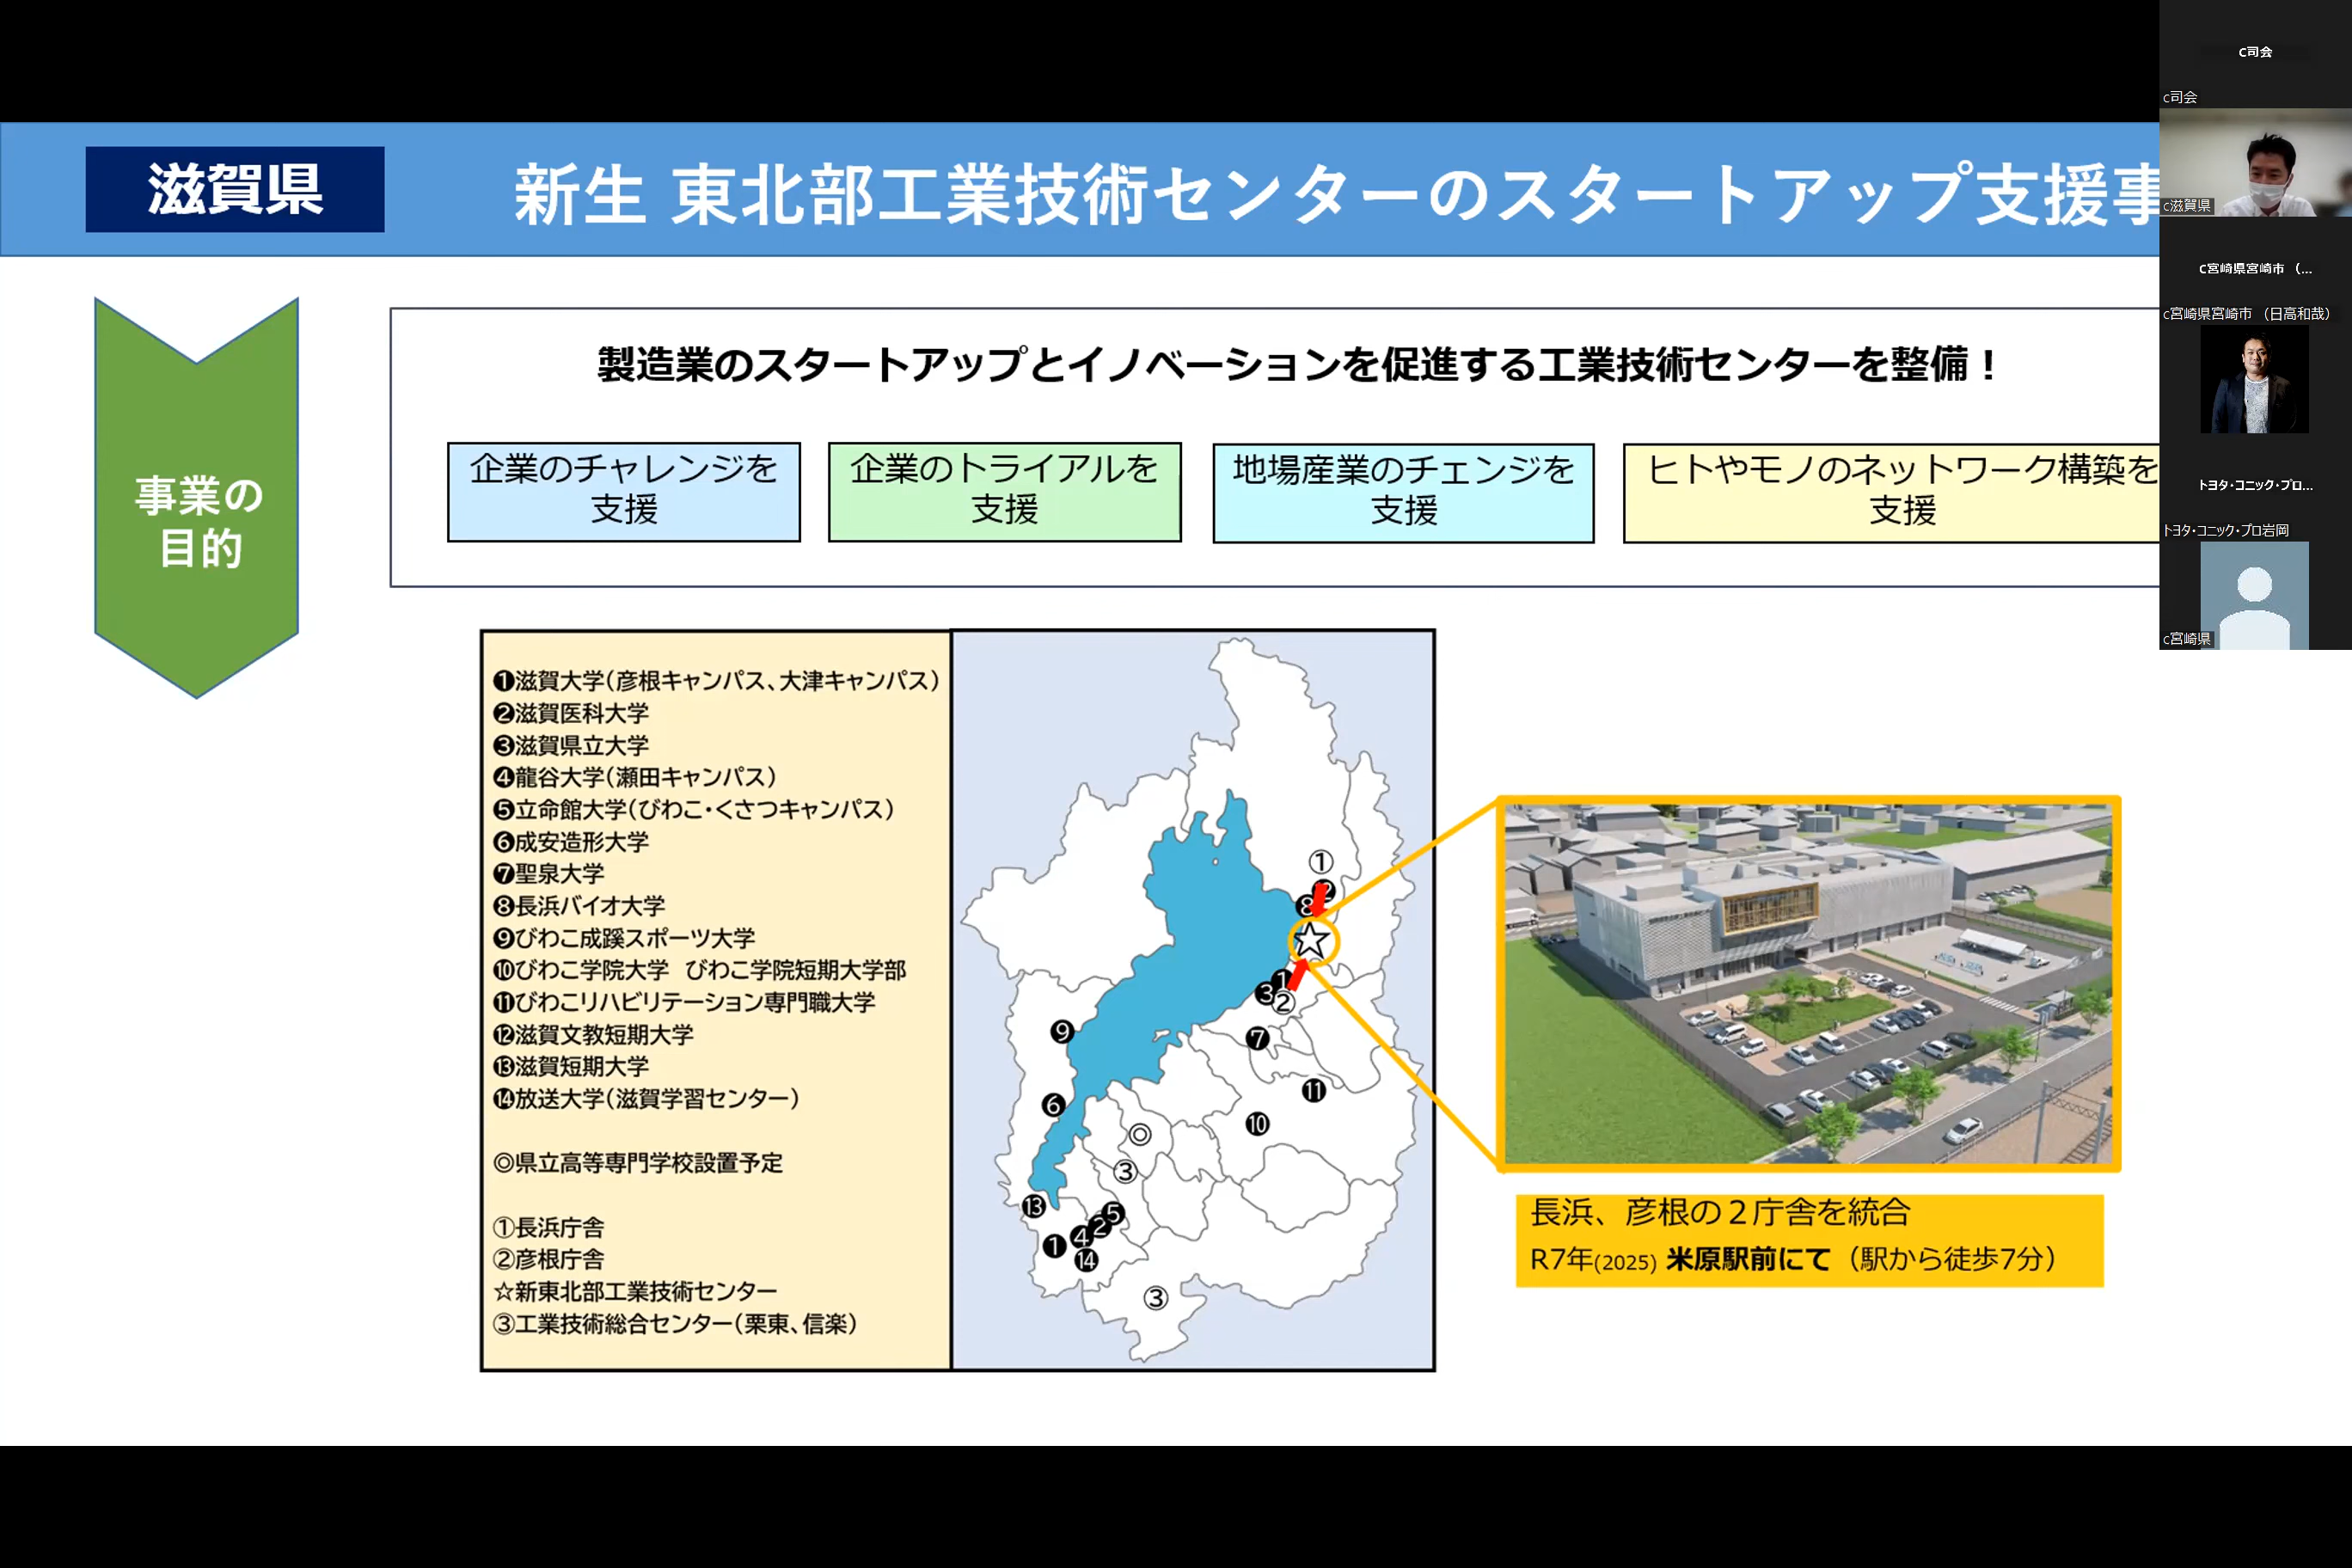 滋賀県
新生 東北部工業技術センターのスタートアップ支援事
事業の
目的
製造業のスタートアップとイノベーションを促進する工業技術センターを整備！
企業のチャレンジを
支援
企業のトライアルを
支援
地場産業のチェンジを
支援
ヒトやモノのネットワーク構築を
支援
❶滋賀大学（彦根キャンパス、大津キャンパス）
❷滋賀医科大学
❸滋賀県立大学
❹龍谷大学（瀬田キャンパス）
❺立命館大学（びわこ・くさつキャンパス）
❻成安造形大学
❼聖泉大学
❽長浜バイオ大学
❾びわこ成蹊スポーツ大学
❿びわこ学院大学 びわこ学院短期大学部
⓫びわこリハビリテーション専門職大学
⓬滋賀文教短期大学
⓭滋賀短期大学
⓮放送大学（滋賀学習センター）
◎県立高等専門学校設置予定
①長浜庁舎
②彦根庁舎
☆新東北部工業技術センター
③工業技術総合センター（栗東、信楽）
①
❽
☆
❶
❸
②
❾
❼
⓫
❻
❿
◎
③
⓭
❺
❷
❹
❶
⓮
③
長浜、彦根の２庁舎を統合
R7年(2025) 米原駅前にて（駅から徒歩7分）
c司会
c司会
c滋賀県
c宮崎県宮崎市 （...
c宮崎県宮崎市 （日高和哉）
トヨタ・コニック・プロ...
トヨタ・コニック・プロ岩岡
c宮崎県